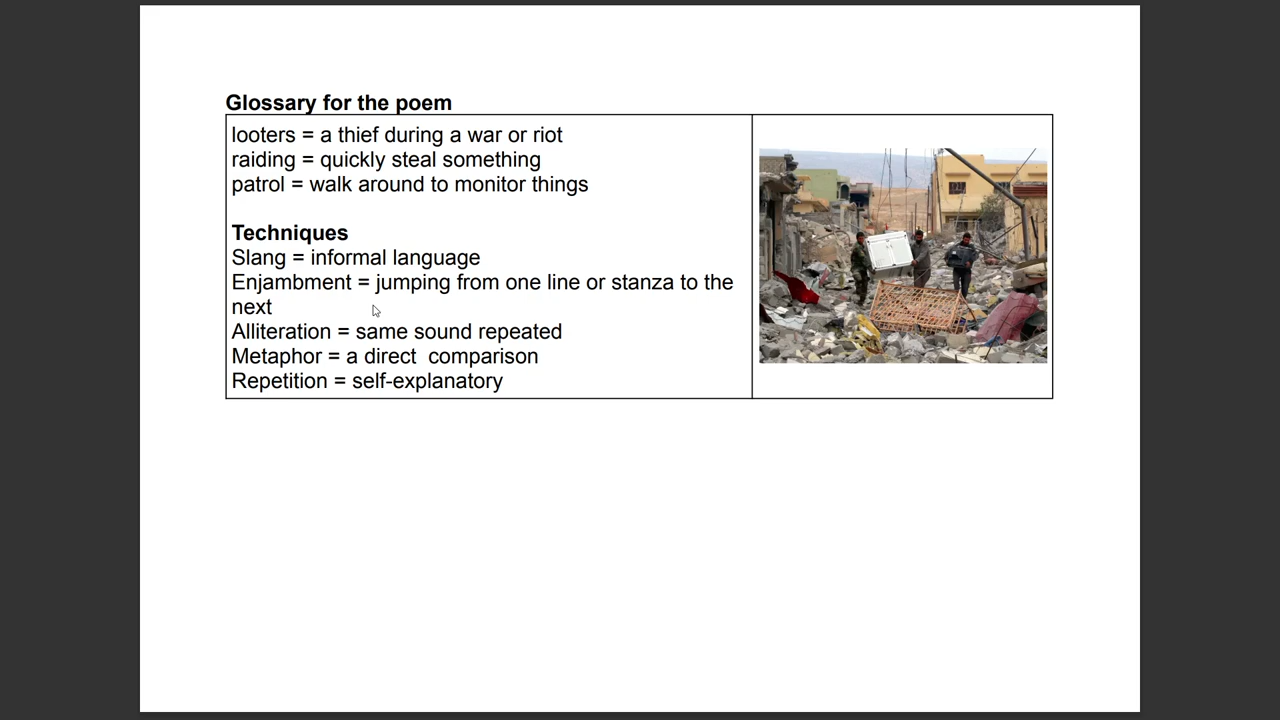 Glossary for the poem
looters = a thief during a war or riot
raiding = quickly steal something
patrol = walk around to monitor things
Techniques
Slang = informal language
Enjambment = jumping from one line or stanza to the
next
Alliteration = same sound repeated
Metaphor = a direct  comparison
Repetition = self-explanatory